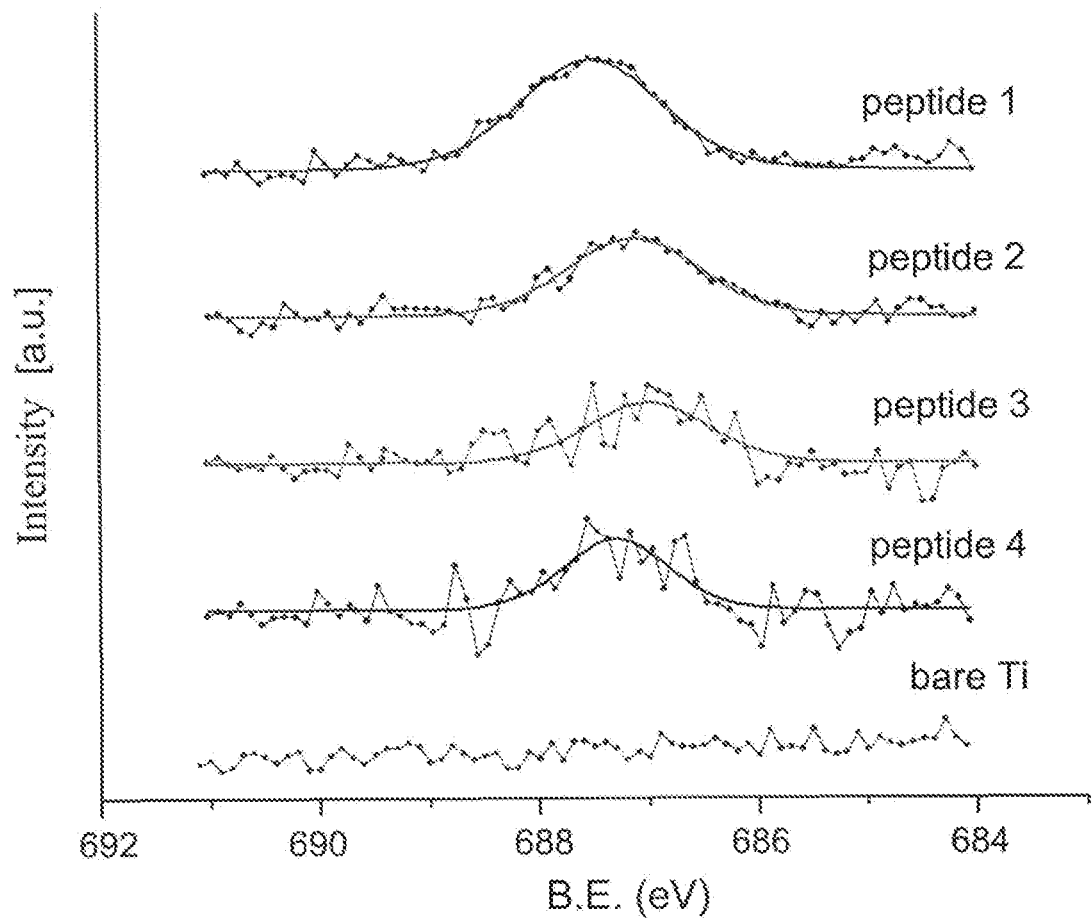 peptide 1
peptide 2
peptide 3
peptide 4
bare Ti
Intensity [a.u.]
692 690 688 686 684
B.E. (eV)